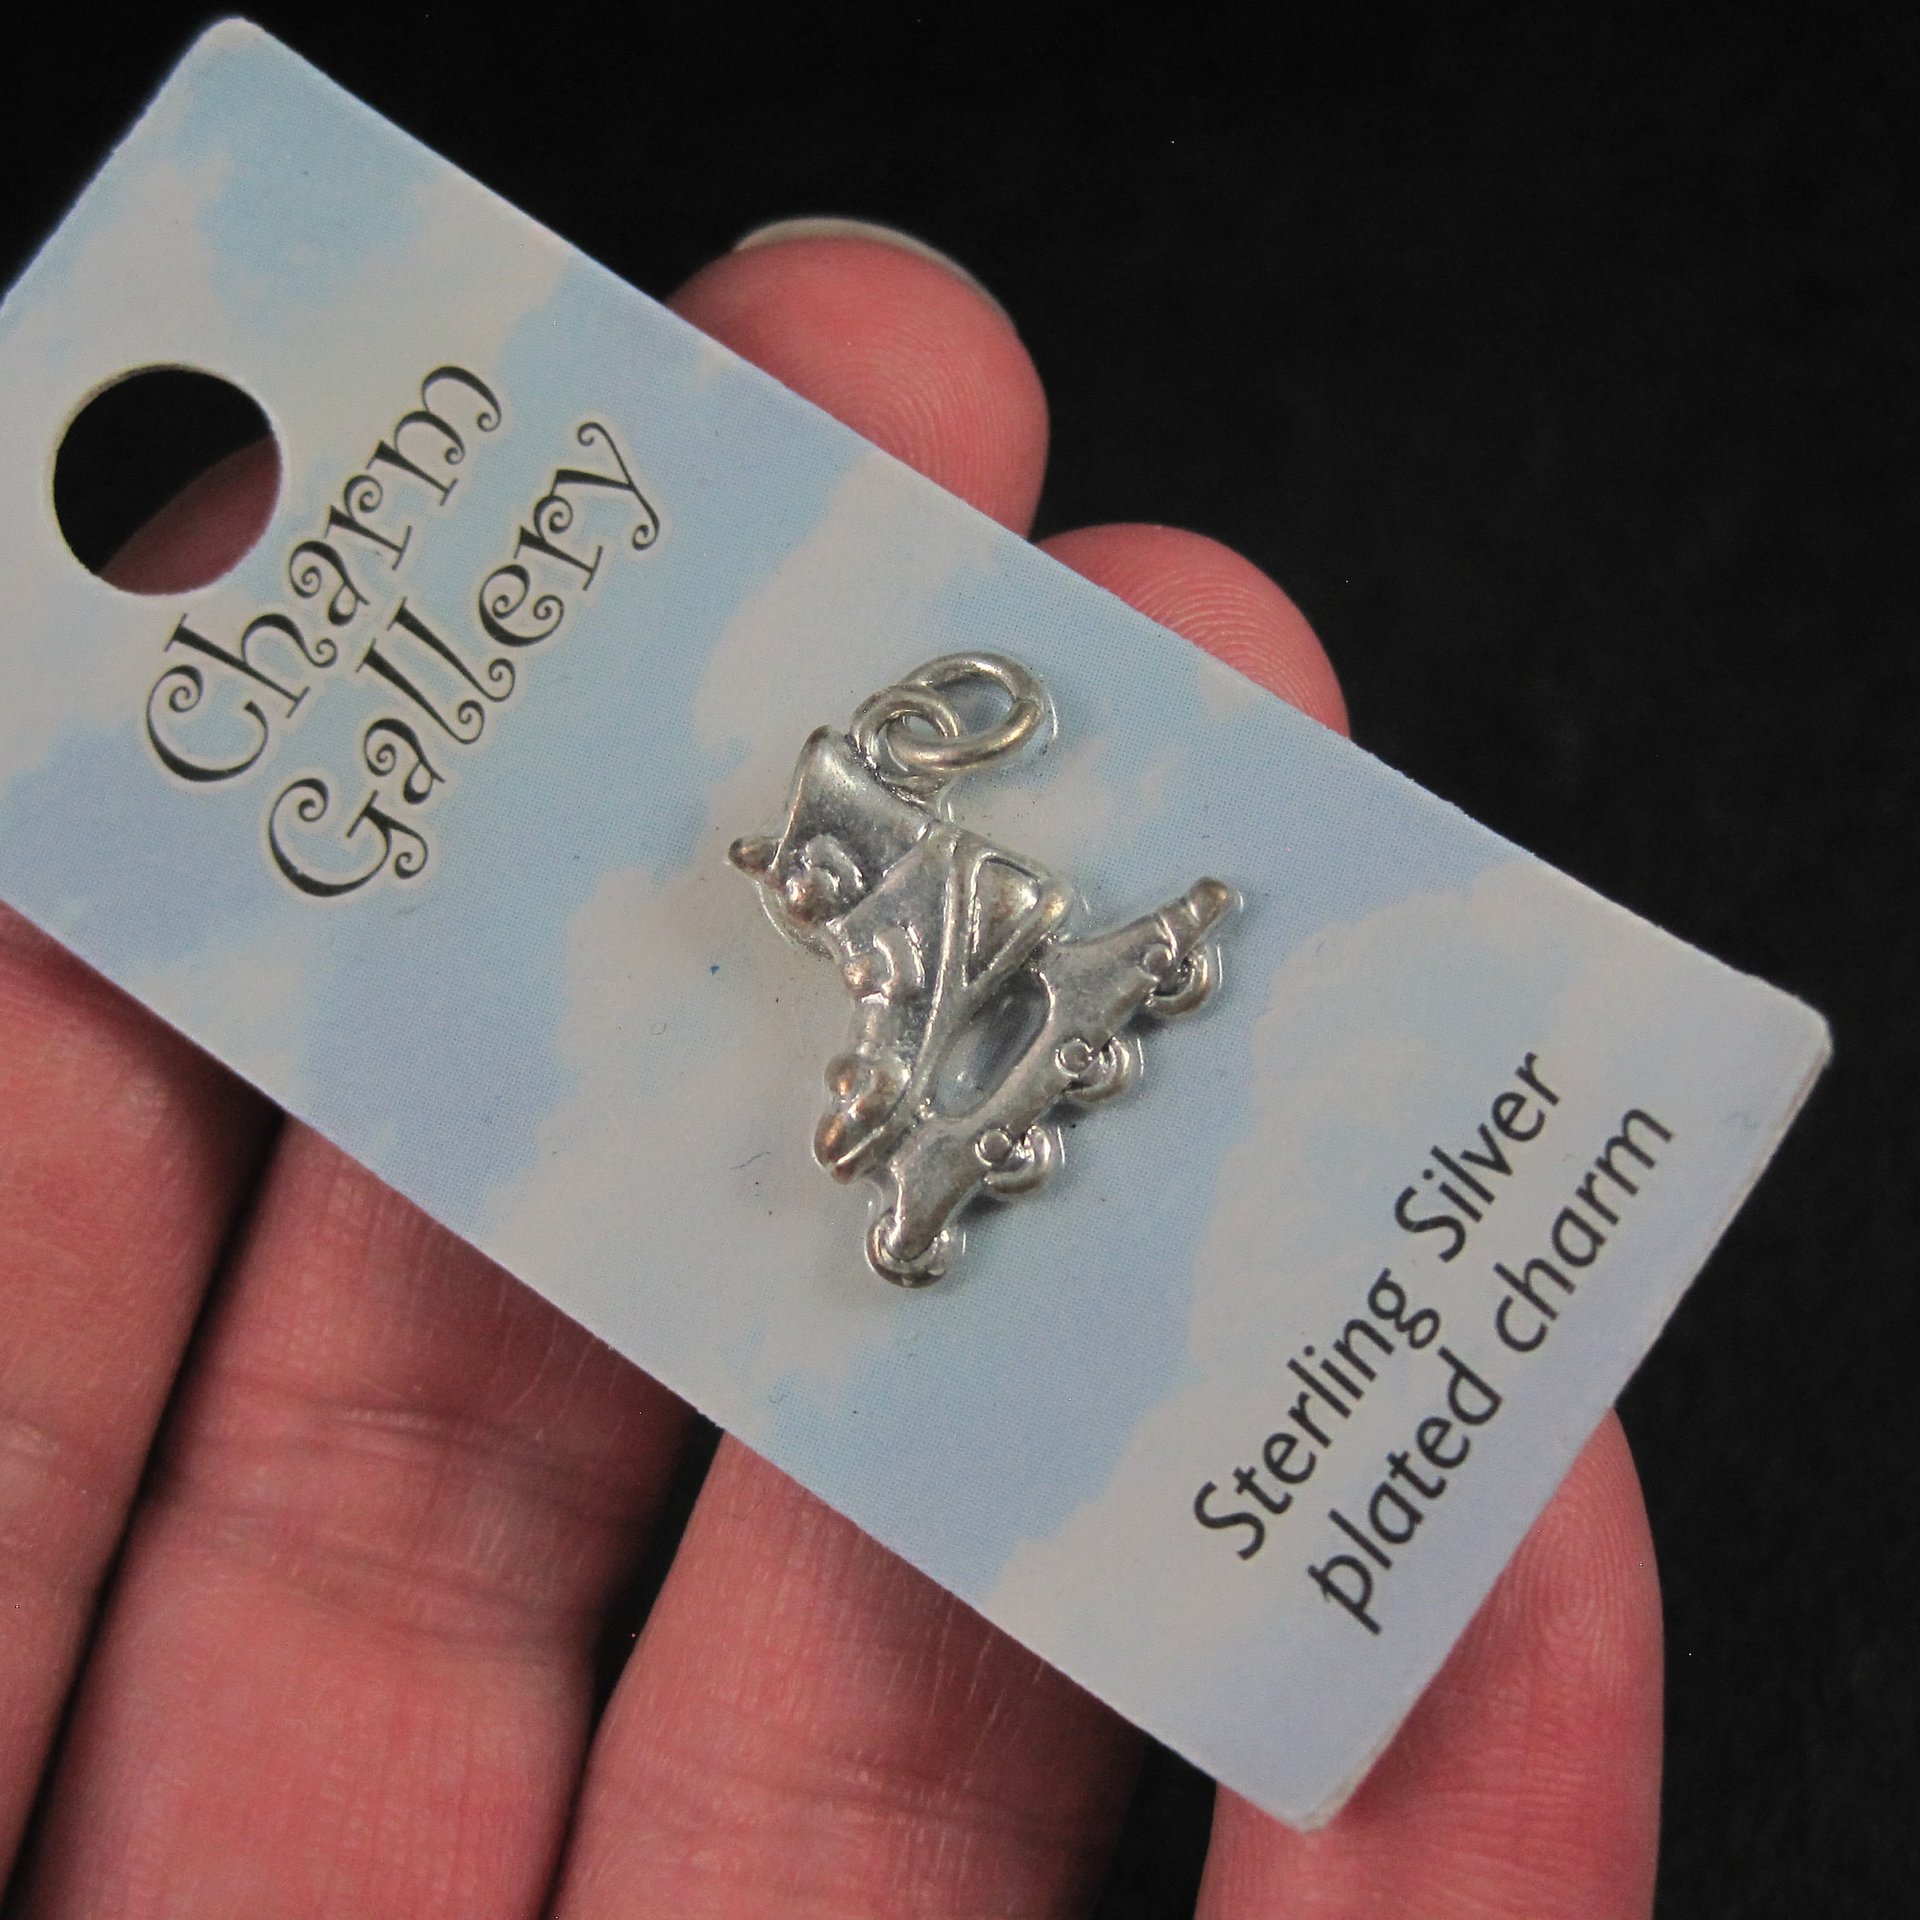 Charm
Gallery
Sterling Silver
plated charm